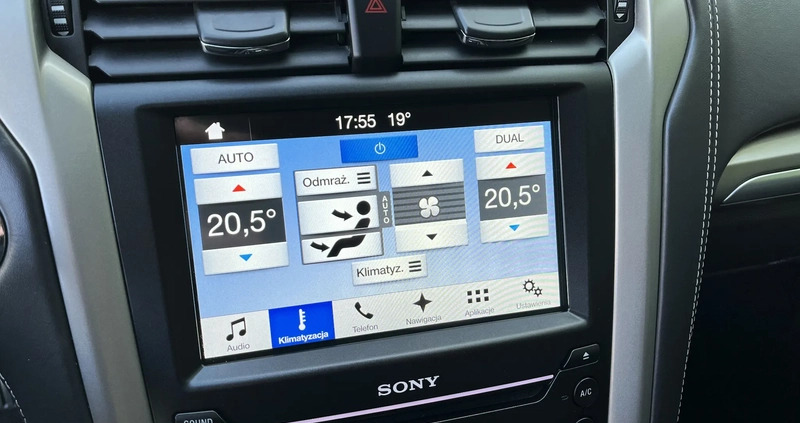 17:55 19°
AUTO
DUAL
Odmraż.
20,5°
AUTO
20,5°
Klimatyz.
Audio
Klimatyzacja
Telefon
Nawigacja
Aplikacje
Ustawienia
SONY
A/C
SOUND